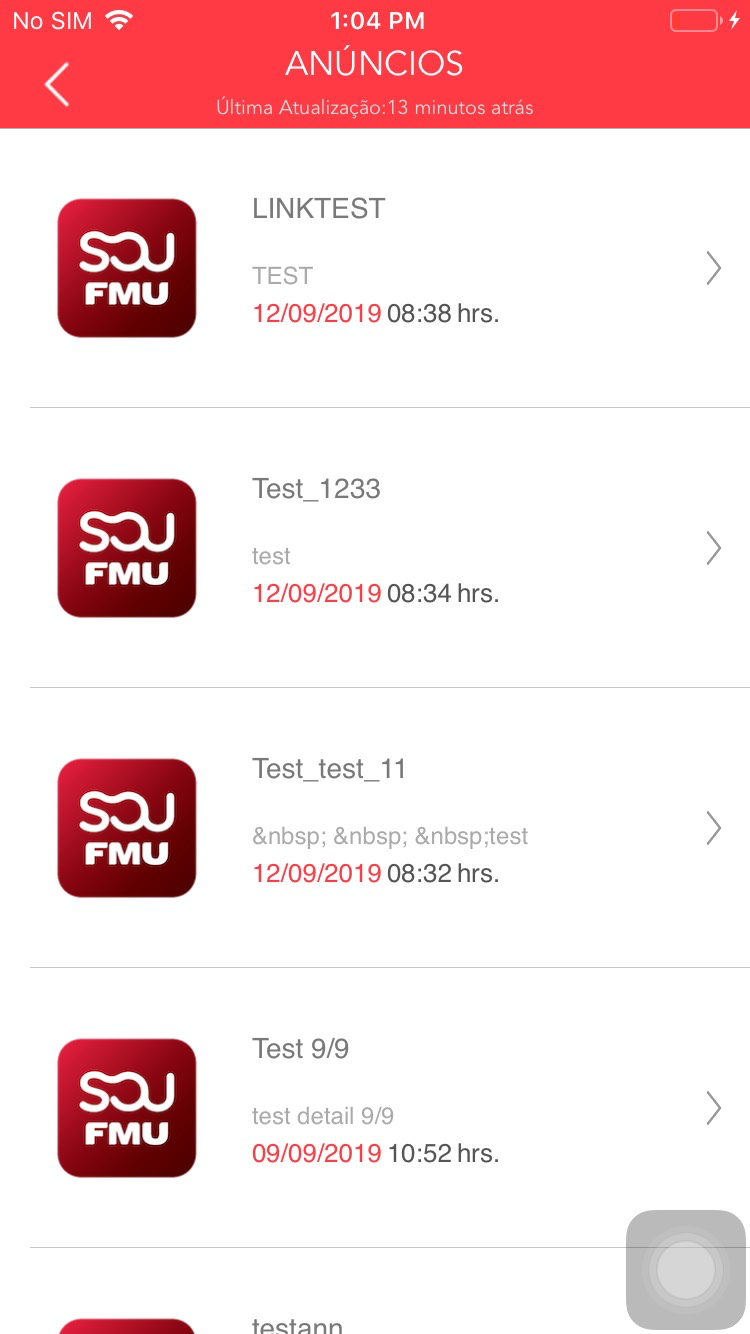 No SIM 1:04 PM
ANÚNCIOS
Última Atualização:13 minutos atrás
SOU
FMU
LINKTEST
TEST
12/09/2019 08:38 hrs.
SOU
FMU
Test_1233
test
12/09/2019 08:34 hrs.
SOU
FMU
Test_test_11
&amp;nbsp; &amp;nbsp; &amp;nbsp;test
12/09/2019 08:32 hrs.
SOU
FMU
Test 9/9
test detail 9/9
09/09/2019 10:52 hrs.
testann